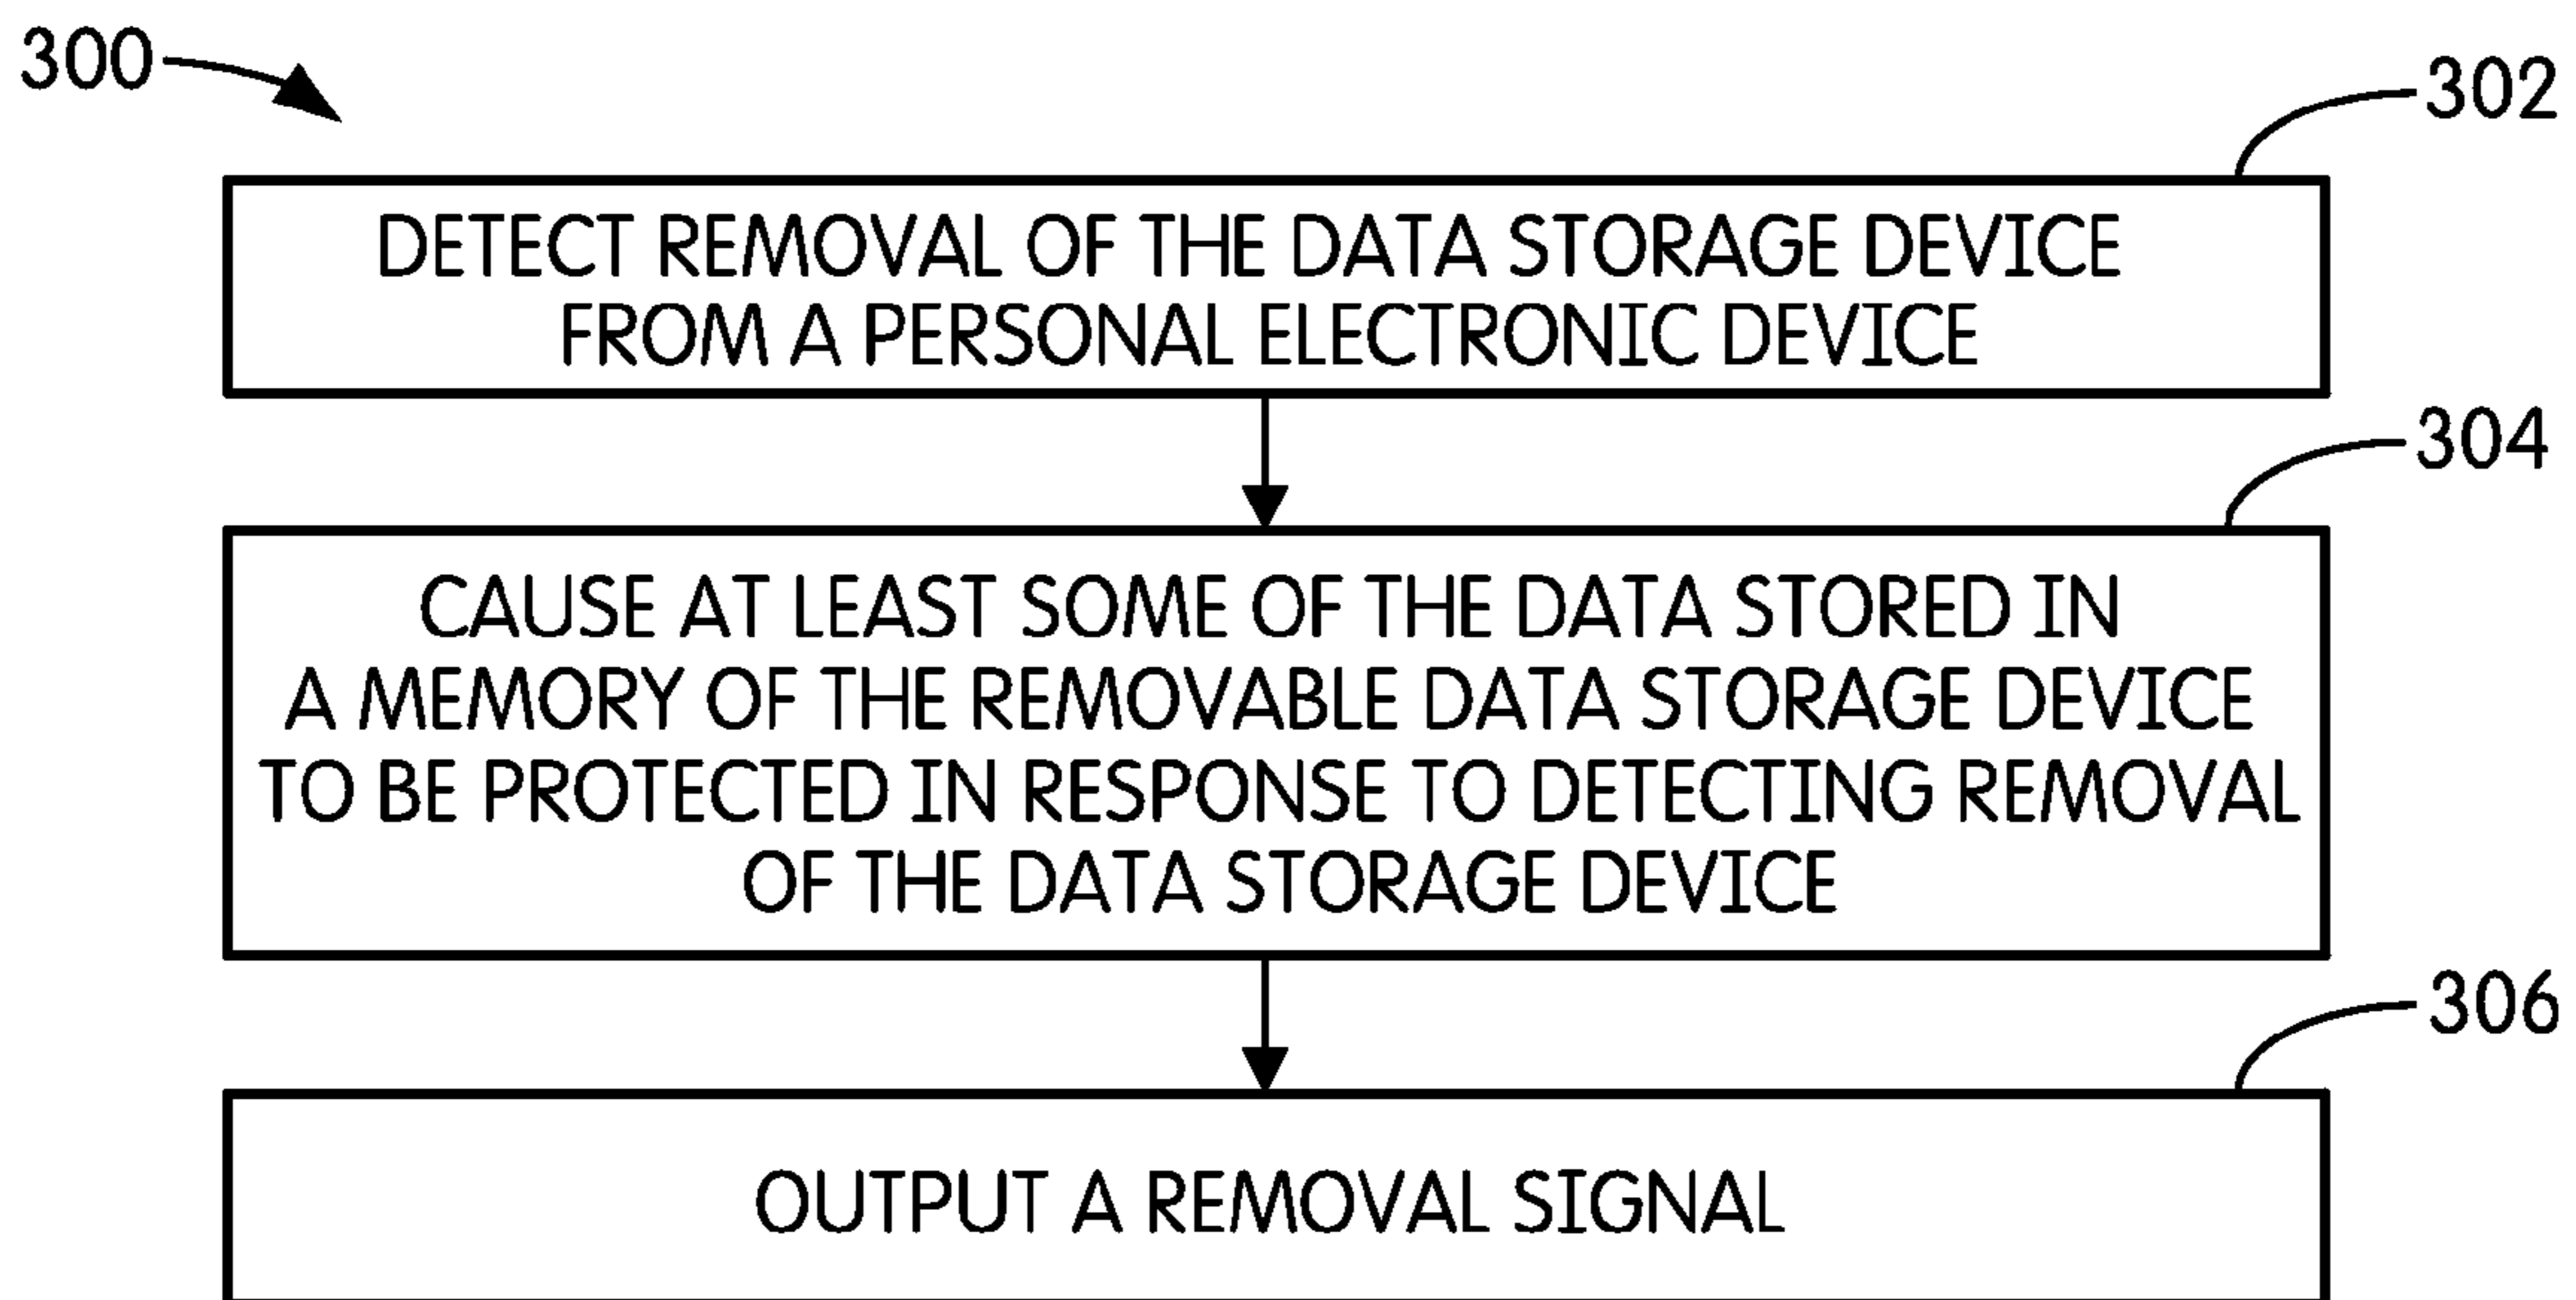 300
302
DETECT REMOVAL OF THE DATA STORAGE DEVICE
FROM A PERSONAL ELECTRONIC DEVICE
304
CAUSE AT LEAST SOME OF THE DATA STORED IN
A MEMORY OF THE REMOVABLE DATA STORAGE DEVICE
TO BE PROTECTED IN RESPONSE TO DETECTING REMOVAL
OF THE DATA STORAGE DEVICE
306
OUTPUT A REMOVAL SIGNAL